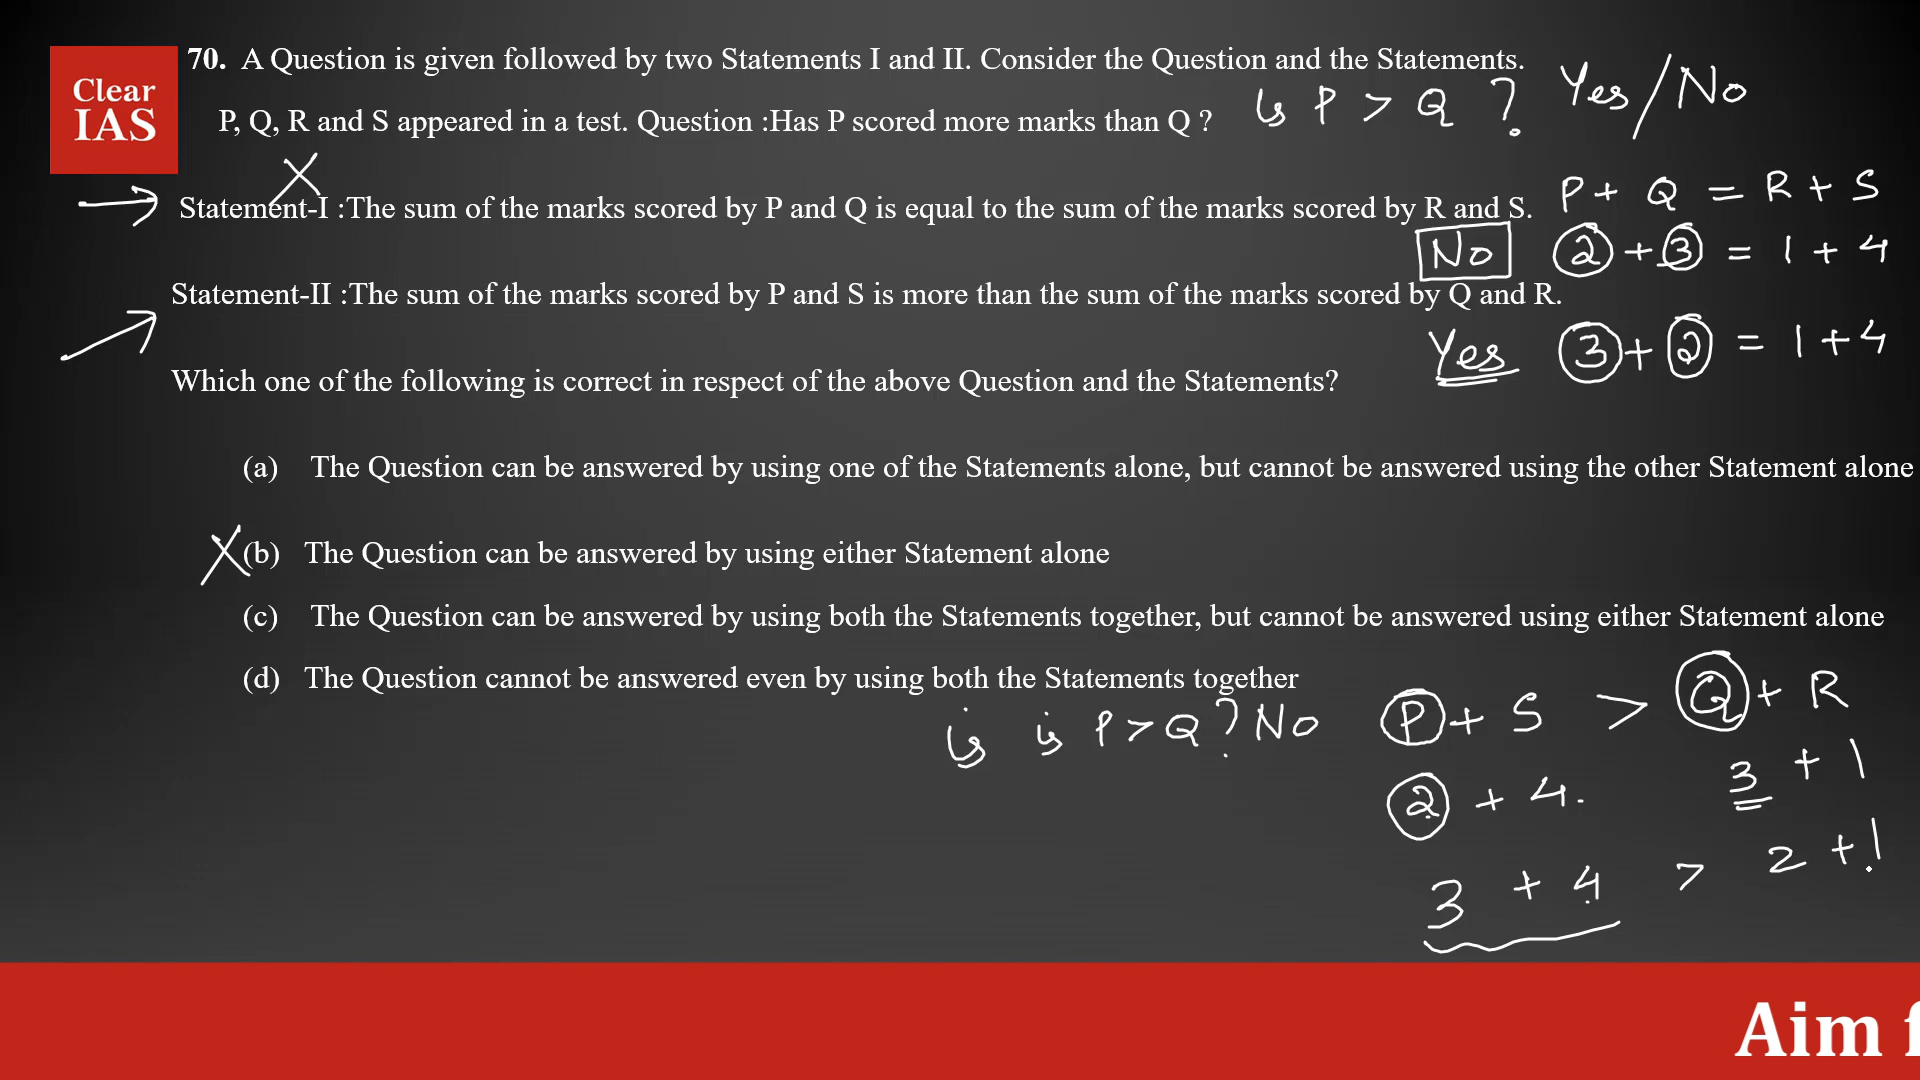 Clear
IAS
70. A Question is given followed by two Statements I and II. Consider the Question and the Statements.
is P > Q ? Yes/No
P, Q, R and S appeared in a test. Question :Has P scored more marks than Q ?
P + Q = R + S
Statement-I :The sum of the marks scored by P and Q is equal to the sum of the marks scored by R and S.
No 2 + 3 = 1 + 4
Statement-II :The sum of the marks scored by P and S is more than the sum of the marks scored by Q and R.
Yes 3 + 2 = 1 + 4
Which one of the following is correct in respect of the above Question and the Statements?
(a) The Question can be answered by using one of the Statements alone, but cannot be answered using the other Statement alone
X (b) The Question can be answered by using either Statement alone
(c) The Question can be answered by using both the Statements together, but cannot be answered using either Statement alone
(d) The Question cannot be answered even by using both the Statements together
is is P > Q ? No P + S > Q + R
2 + 4. 3 + 1
3 + 4 > 2 + 1
Aim f